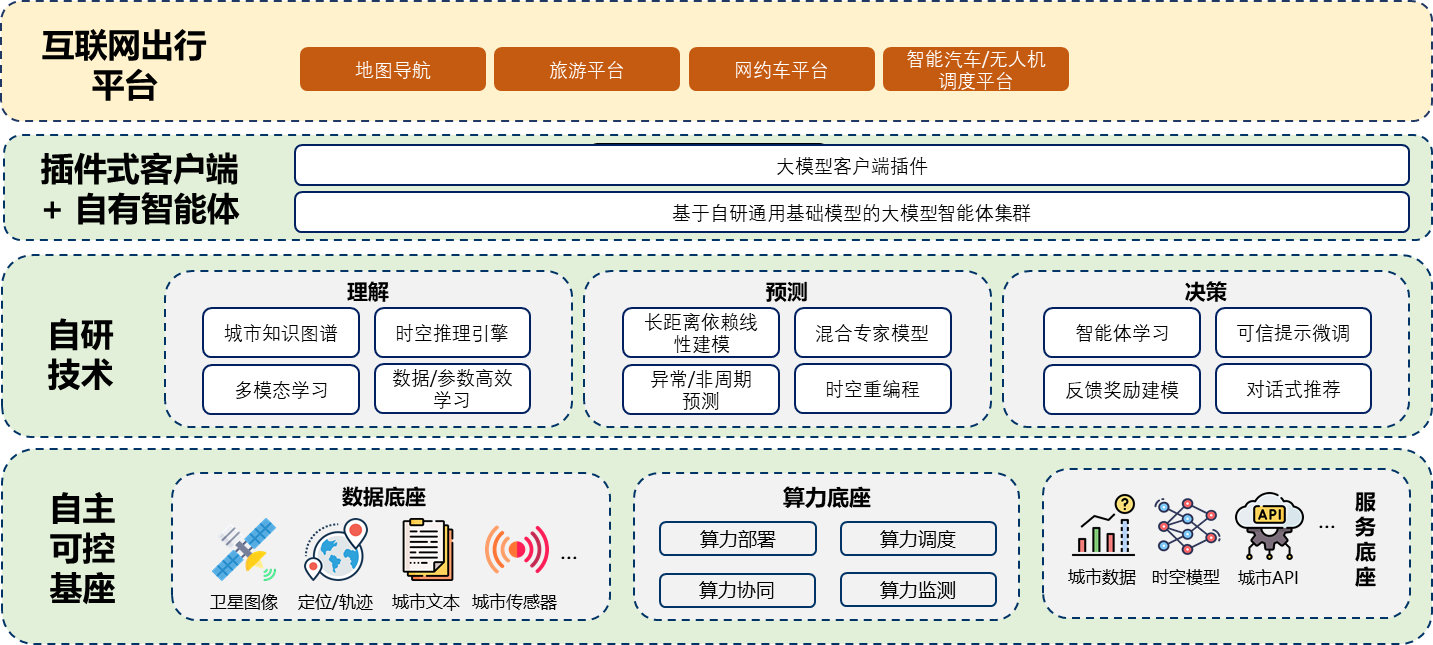 互联网出行
平台
地图导航
旅游平台
网约车平台
智能汽车/无人机
调度平台
插件式客户端
+ 自有智能体
大模型客户端插件
基于自研通用基础模型的大模型智能体集群
自研
技术
理解
城市知识图谱
时空推理引擎
多模态学习
数据/参数高效
学习
预测
长距离依赖线
性建模
混合专家模型
异常/非周期
预测
时空重编程
决策
智能体学习
可信提示微调
反馈奖励建模
对话式推荐
自主
可控
基座
数据底座
卫星图像
定位/轨迹
城市文本
城市传感器
...
算力底座
算力部署
算力调度
算力协同
算力监测
?
API
城市数据
时空模型
城市API
...
服
务
底
座